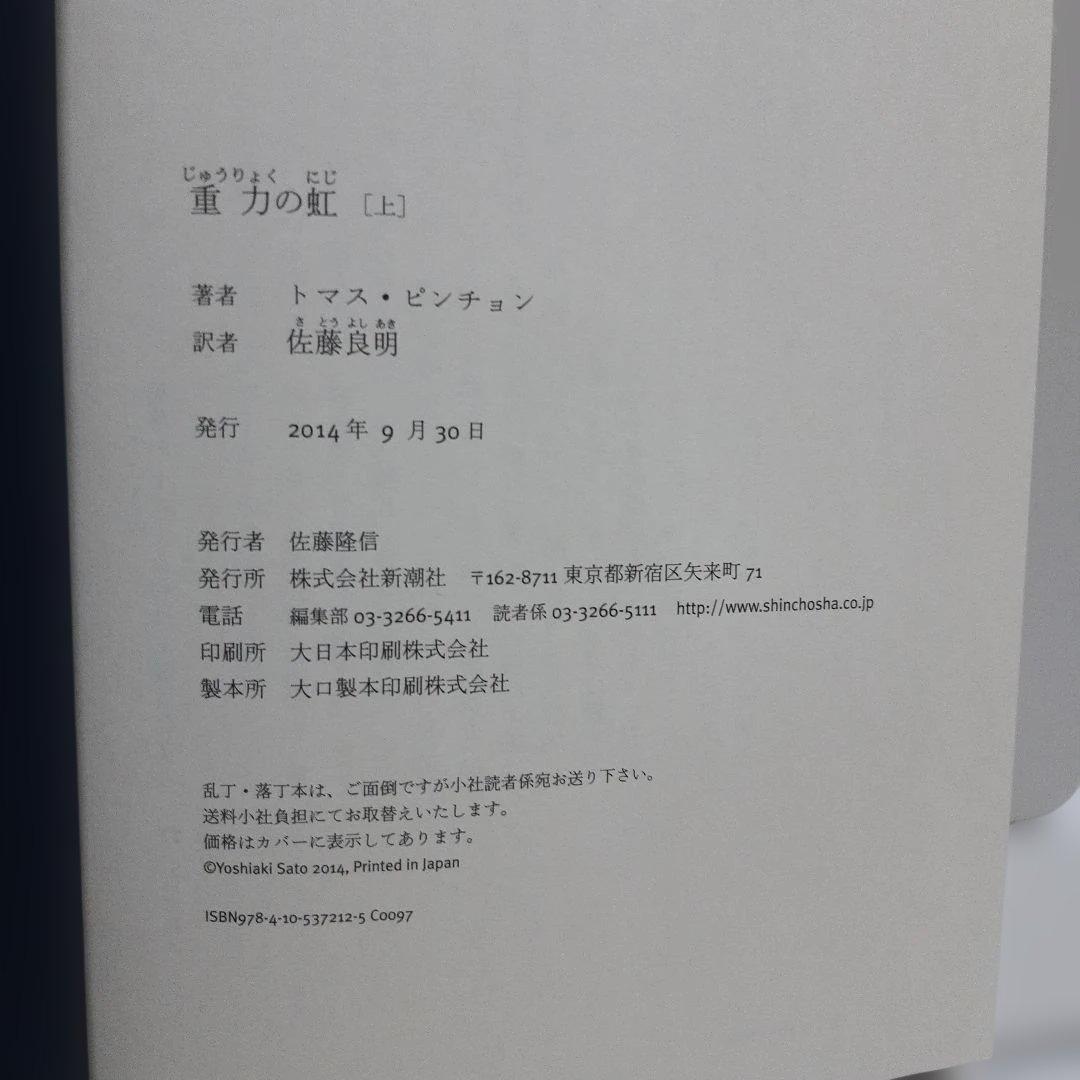 じゅうりょく にじ
重力の虹 ［上］
著者 トマス・ピンチョン
さ とう よし あき
訳者 佐藤良明
発行 2014年 9 月 30 日
発行者 佐藤隆信
発行所 株式会社新潮社 〒162-8711 東京都新宿区矢来町 71
電話 編集部 03-3266-5411 読者係 03-3266-5111 http://www.shinchosha.co.jp
印刷所 大日本印刷株式会社
製本所 大口製本印刷株式会社
乱丁・落丁本は、ご面倒ですが小社読者係宛お送り下さい。
送料小社負担にてお取替えいたします。
価格はカバーに表示してあります。
©Yoshiaki Sato 2014, Printed in Japan
ISBN978-4-10-537212-5 C0097